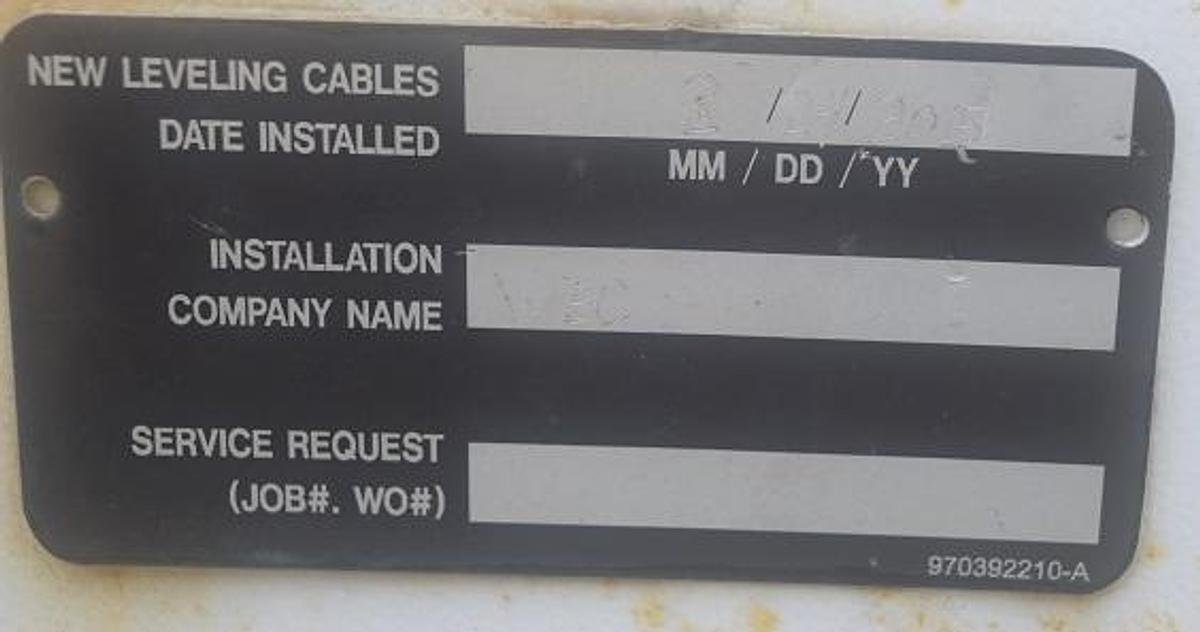 NEW LEVELING CABLES
DATE INSTALLED
/ /
MM / DD / YY
INSTALLATION
COMPANY NAME
SERVICE REQUEST
(JOB#. WO#)
970392210-A